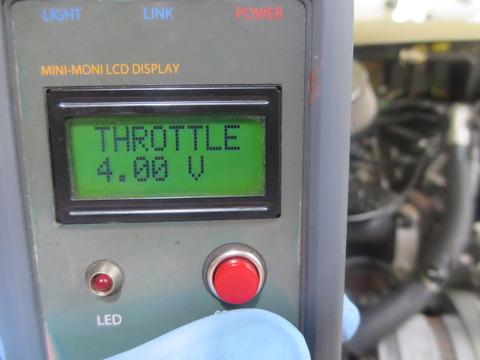 LIGHT LINK POWER
MINI-MONI LCD DISPLAY
THROTTLE
4.00 V
LED